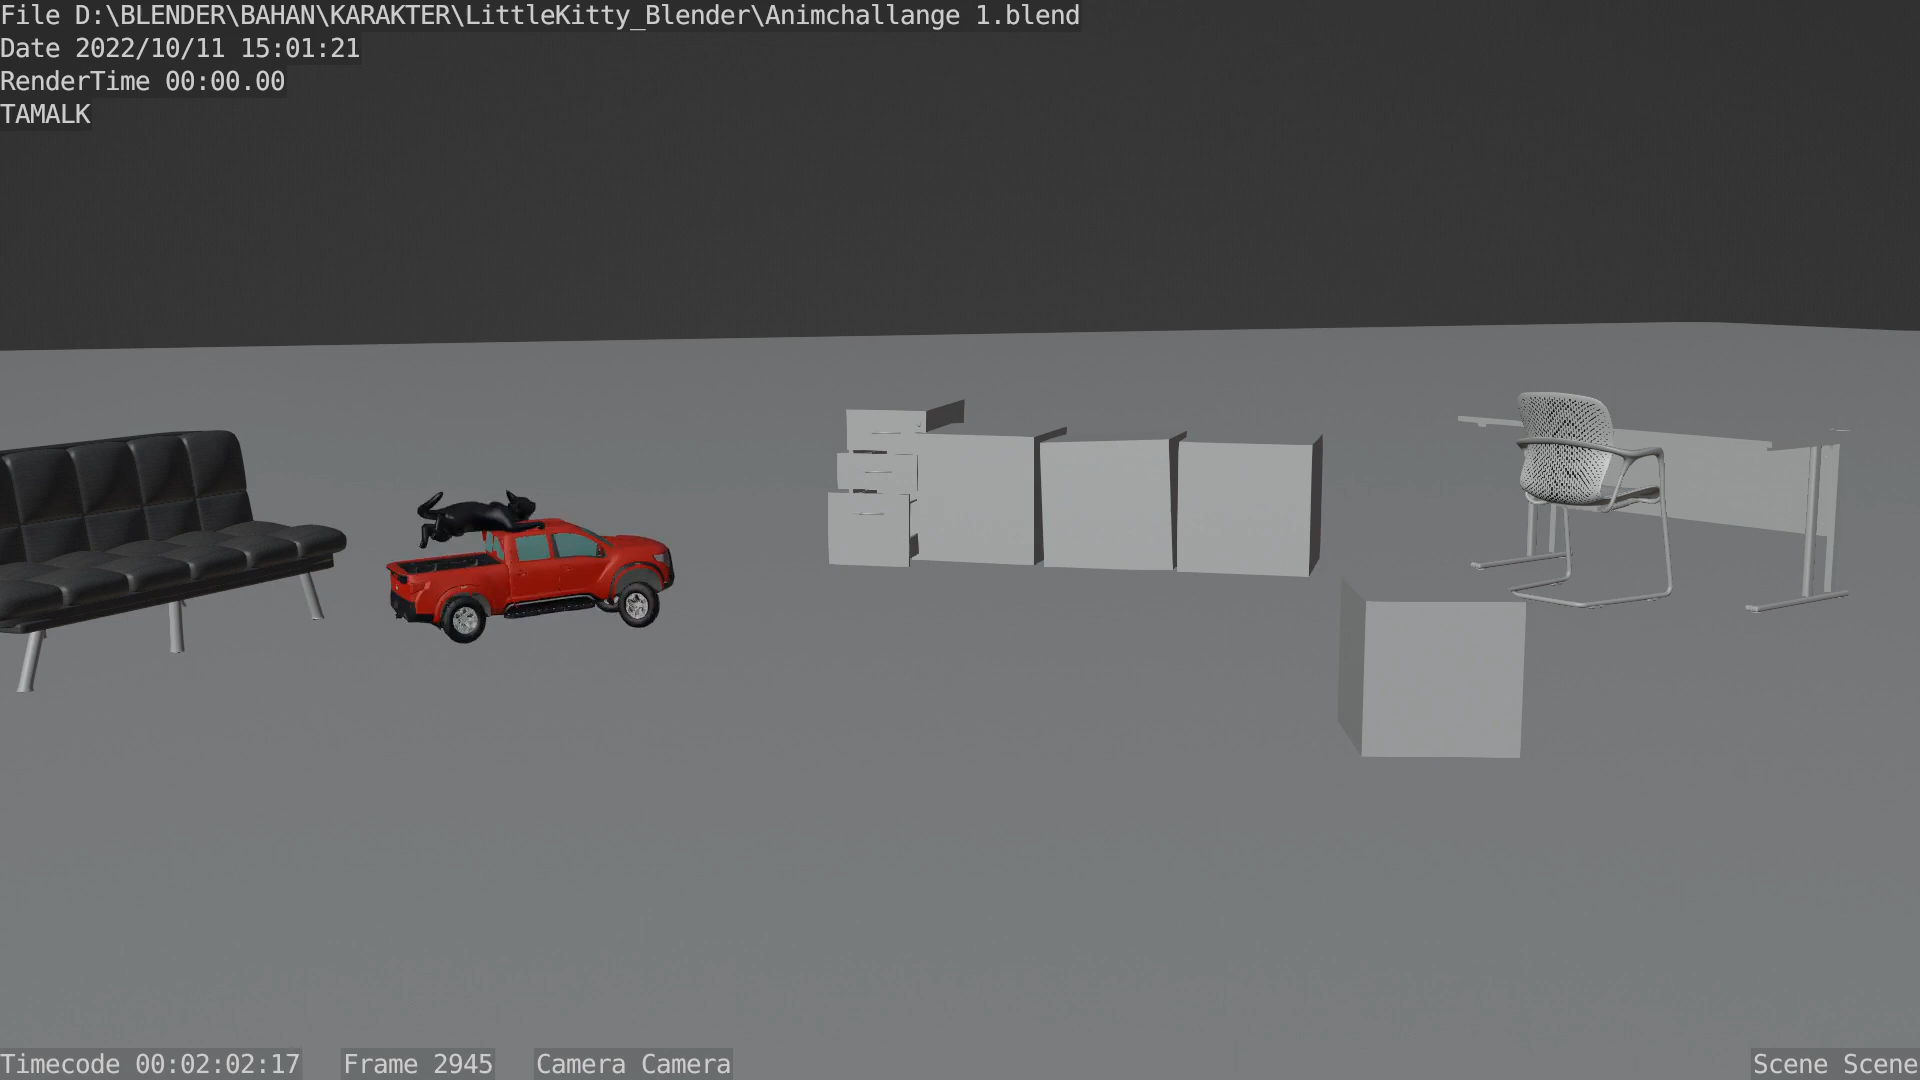 File D:\BLENDER\BAHAN\KARAKTER\LittleKitty_Blender\Animchallange 1.blend
Date 2022/10/11 15:01:21
RenderTime 00:00.00
TAMALK
Timecode 00:02:02:17 Frame 2945 Camera Camera Scene Scene